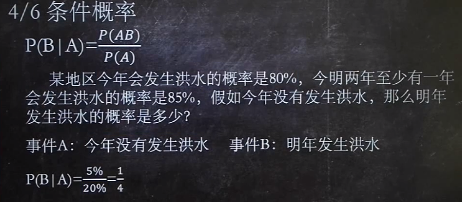 4/6 条件概率
P(B|A)=P(AB)/P(A)
某地区今年会发生洪水的概率是80%，今明两年至少有一年
会发生洪水的概率是85%，假如今年没有发生洪水，那么明年
发生洪水的概率是多少？
事件A：今年没有发生洪水 事件B：明年发生洪水
P(B|A)=5%/20%=1/4